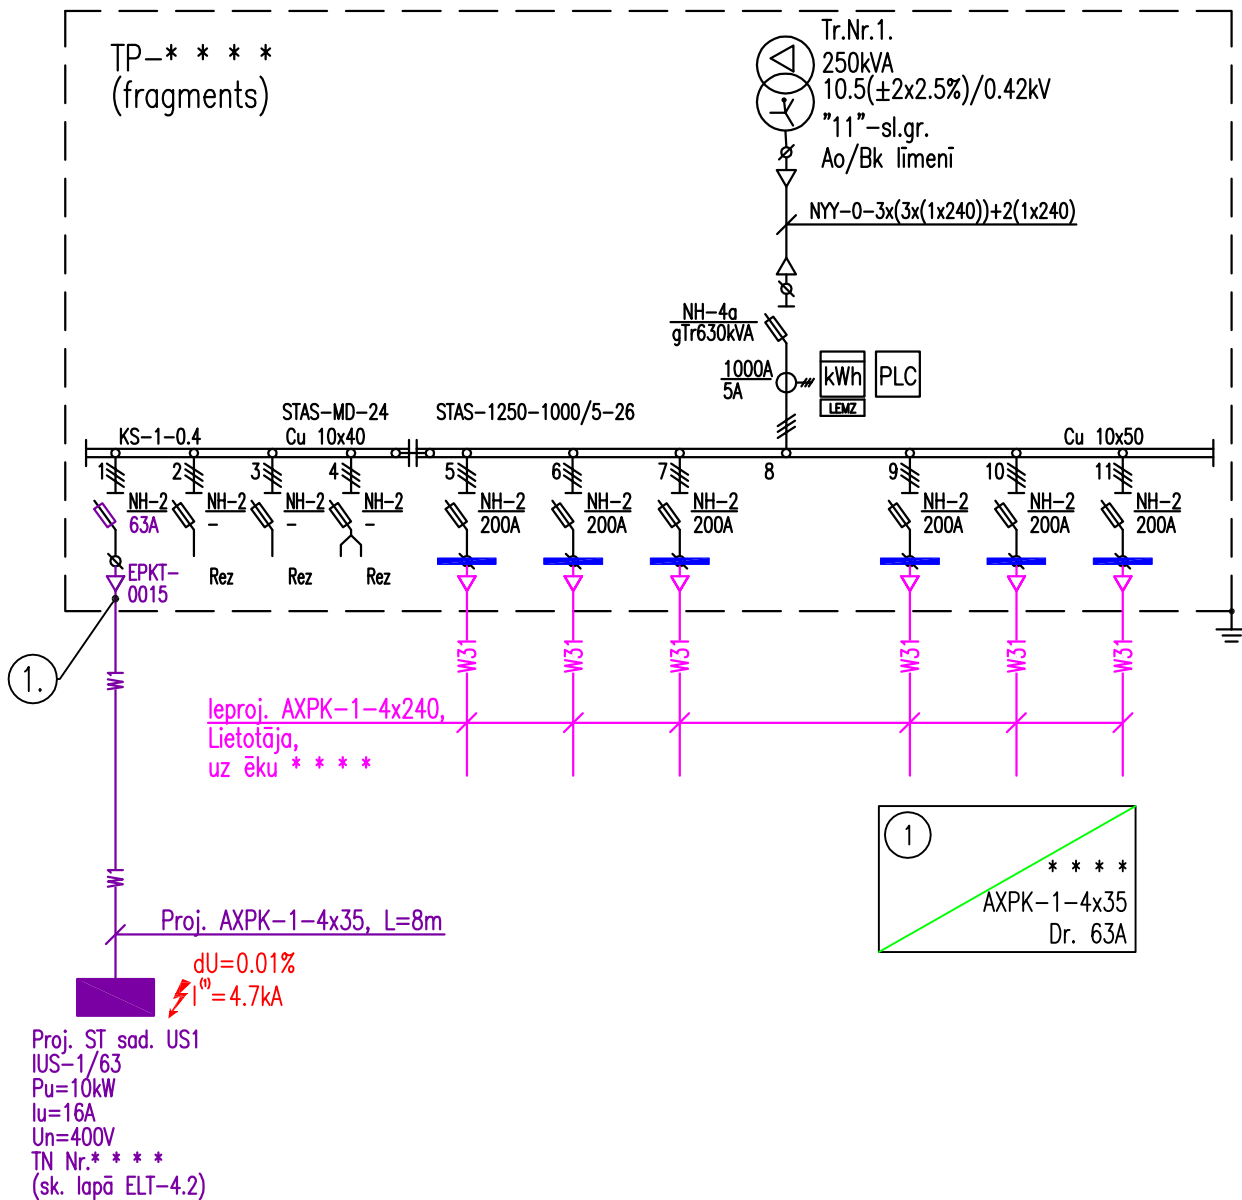 TP-* * * *
(fragments)
Tr.Nr.1.
250kVA
10.5(±2x2.5%)/0.42kV
"11"-sl.gr.
Ao/Bk līmenī
NYY-0-3x(3x(1x240))+2(1x240)
NH-4a
gTr630kVA
1000A
5A
kWh
PLC
LEMZ
STAS-MD-24
STAS-1250-1000/5-26
KS-1-0.4
Cu 10x40
Cu 10x50
1 2 3 4 5 6 7 8 9 10 11
NH-2 NH-2 NH-2 NH-2 NH-2 NH-2 NH-2 NH-2 NH-2 NH-2
63A - - - 200A 200A 200A 200A 200A 200A
EPKT-
0015
Rez Rez Rez
1.
W31 W31 W31 W31 W31 W31
Ieproj. AXPK-1-4x240,
Lietotāja,
uz ēku * * * *
1
* * * *
AXPK-1-4x35
Dr. 63A
Proj. AXPK-1-4x35, L=8m
dU=0.01%
I(1)=4.7kA
Proj. ST sad. US1
IUS-1/63
Pu=10kW
Iu=16A
Un=400V
TN Nr.* * * *
(sk. lapā ELT-4.2)